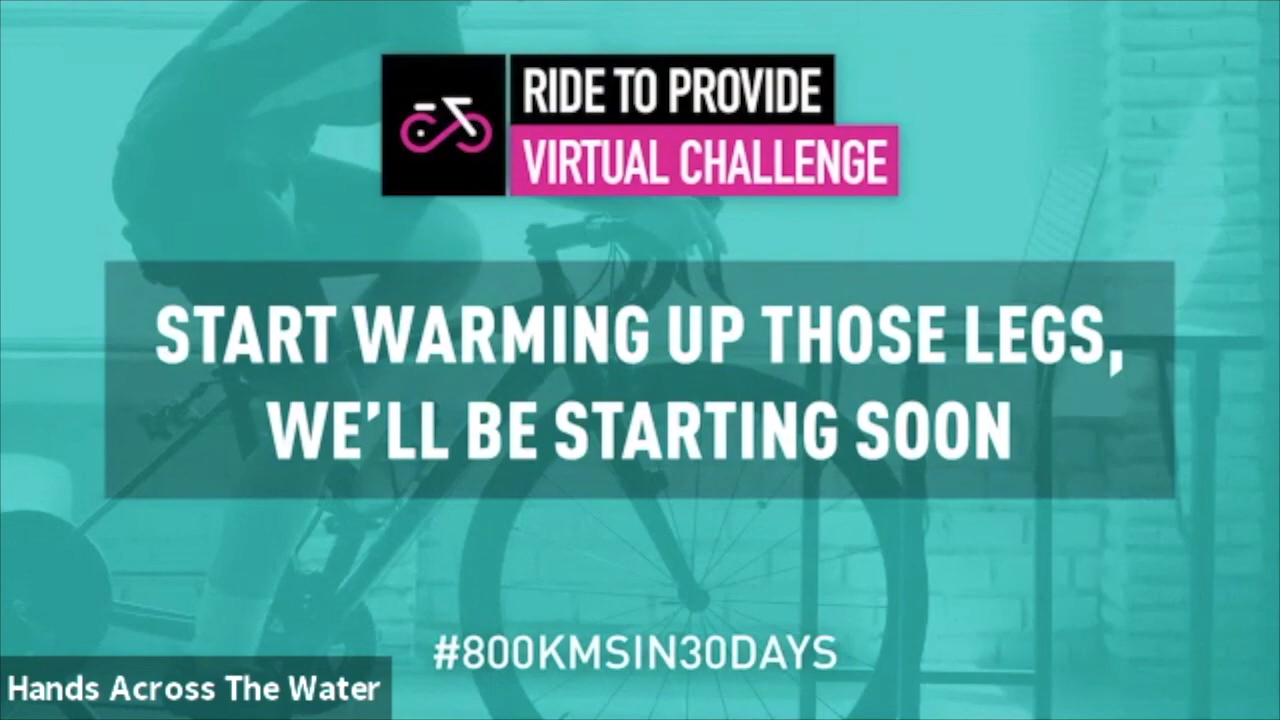 RIDE TO PROVIDE
VIRTUAL CHALLENGE
START WARMING UP THOSE LEGS,
WE’LL BE STARTING SOON
#800KMSIN30DAYS
Hands Across The Water